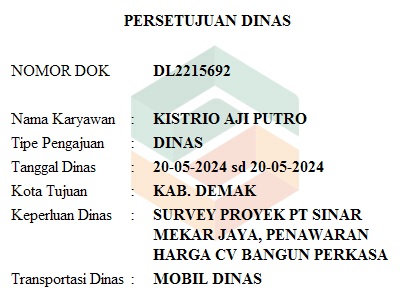 PERSETUJUAN DINAS
NOMOR DOK DL2215692
Nama Karyawan : KISTRIO AJI PUTRO
Tipe Pengajuan : DINAS
Tanggal Dinas : 20-05-2024 sd 20-05-2024
Kota Tujuan : KAB. DEMAK
Keperluan Dinas : SURVEY PROYEK PT SINAR
MEKAR JAYA, PENAWARAN
HARGA CV BANGUN PERKASA
Transportasi Dinas : MOBIL DINAS